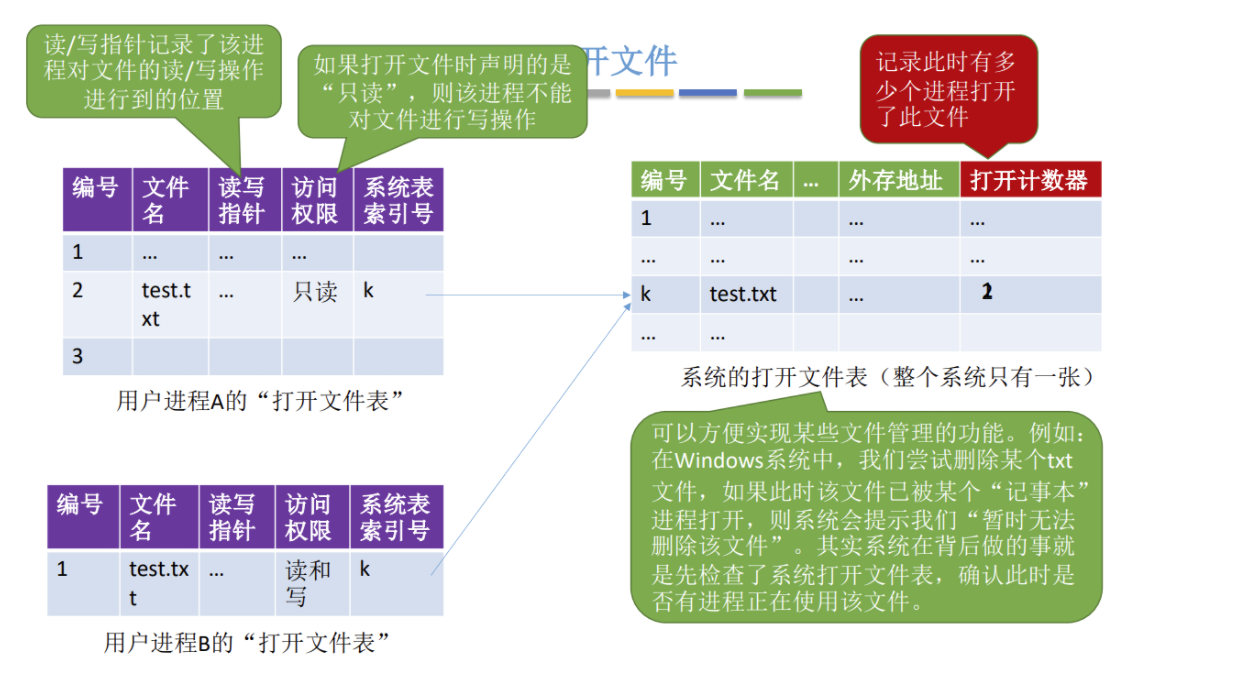 读/写指针记录了该进
程对文件的读/写操作
进行到的位置
如果打开文件时声明的是
“只读”，则该进程不能
对文件进行写操作
开文件
记录此时有多
少个进程打开
了此文件
编号 文件名 读写指针 访问权限 系统表索引号
1 … … …
2 test.txt … 只读 k
3
用户进程A的“打开文件表”
编号 文件名 … 外存地址 打开计数器
1 … … …
… … … …
k test.txt …
… …
系统的打开文件表（整个系统只有一张）
可以方便实现某些文件管理的功能。例如：
在Windows系统中，我们尝试删除某个txt
文件，如果此时该文件已被某个“记事本”
进程打开，则系统会提示我们“暂时无法
删除该文件”。其实系统在背后做的事就
是先检查了系统打开文件表，确认此时是
否有进程正在使用该文件。
编号 文件名 读写指针 访问权限 系统表索引号
1 test.txt … 读和写 k
用户进程B的“打开文件表”